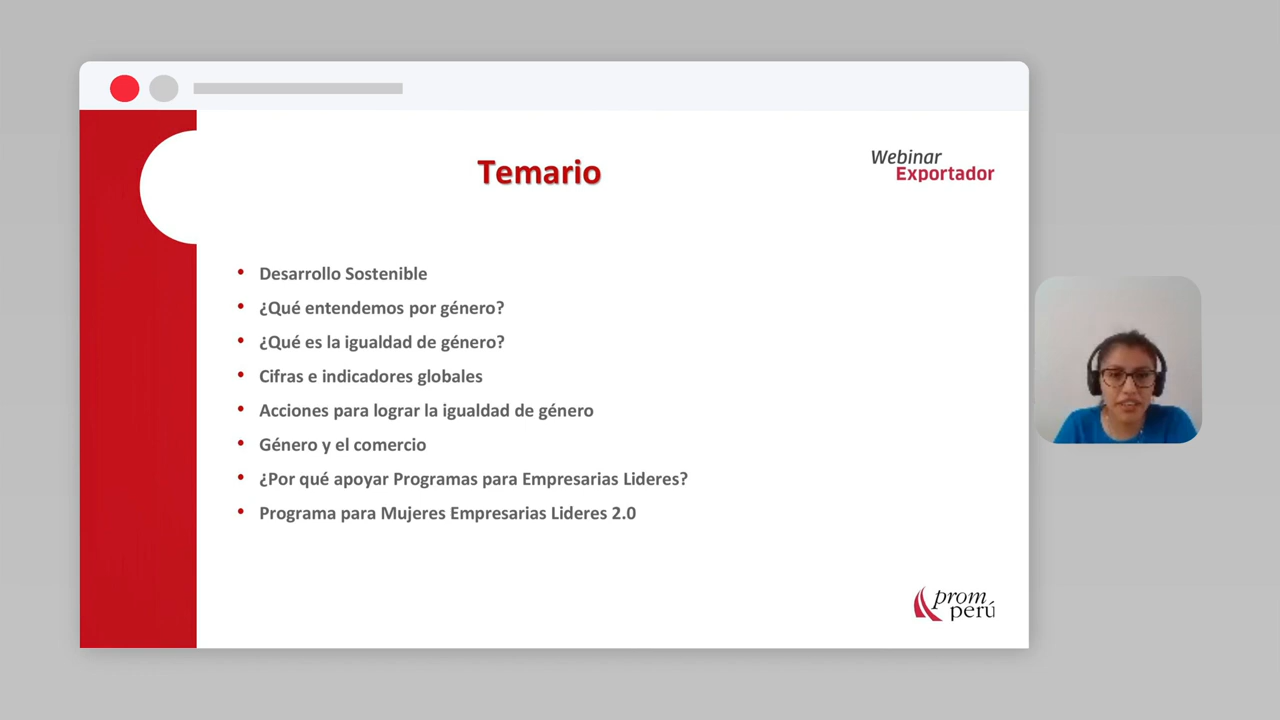 Temario
Webinar
Exportador
• Desarrollo Sostenible
• ¿Qué entendemos por género?
• ¿Qué es la igualdad de género?
• Cifras e indicadores globales
• Acciones para lograr la igualdad de género
• Género y el comercio
• ¿Por qué apoyar Programas para Empresarias Lideres?
• Programa para Mujeres Empresarias Lideres 2.0
prom
perú